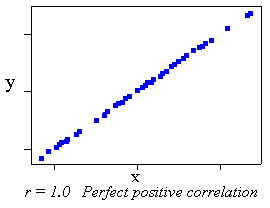 y
x
r = 1.0 Perfect positive correlation